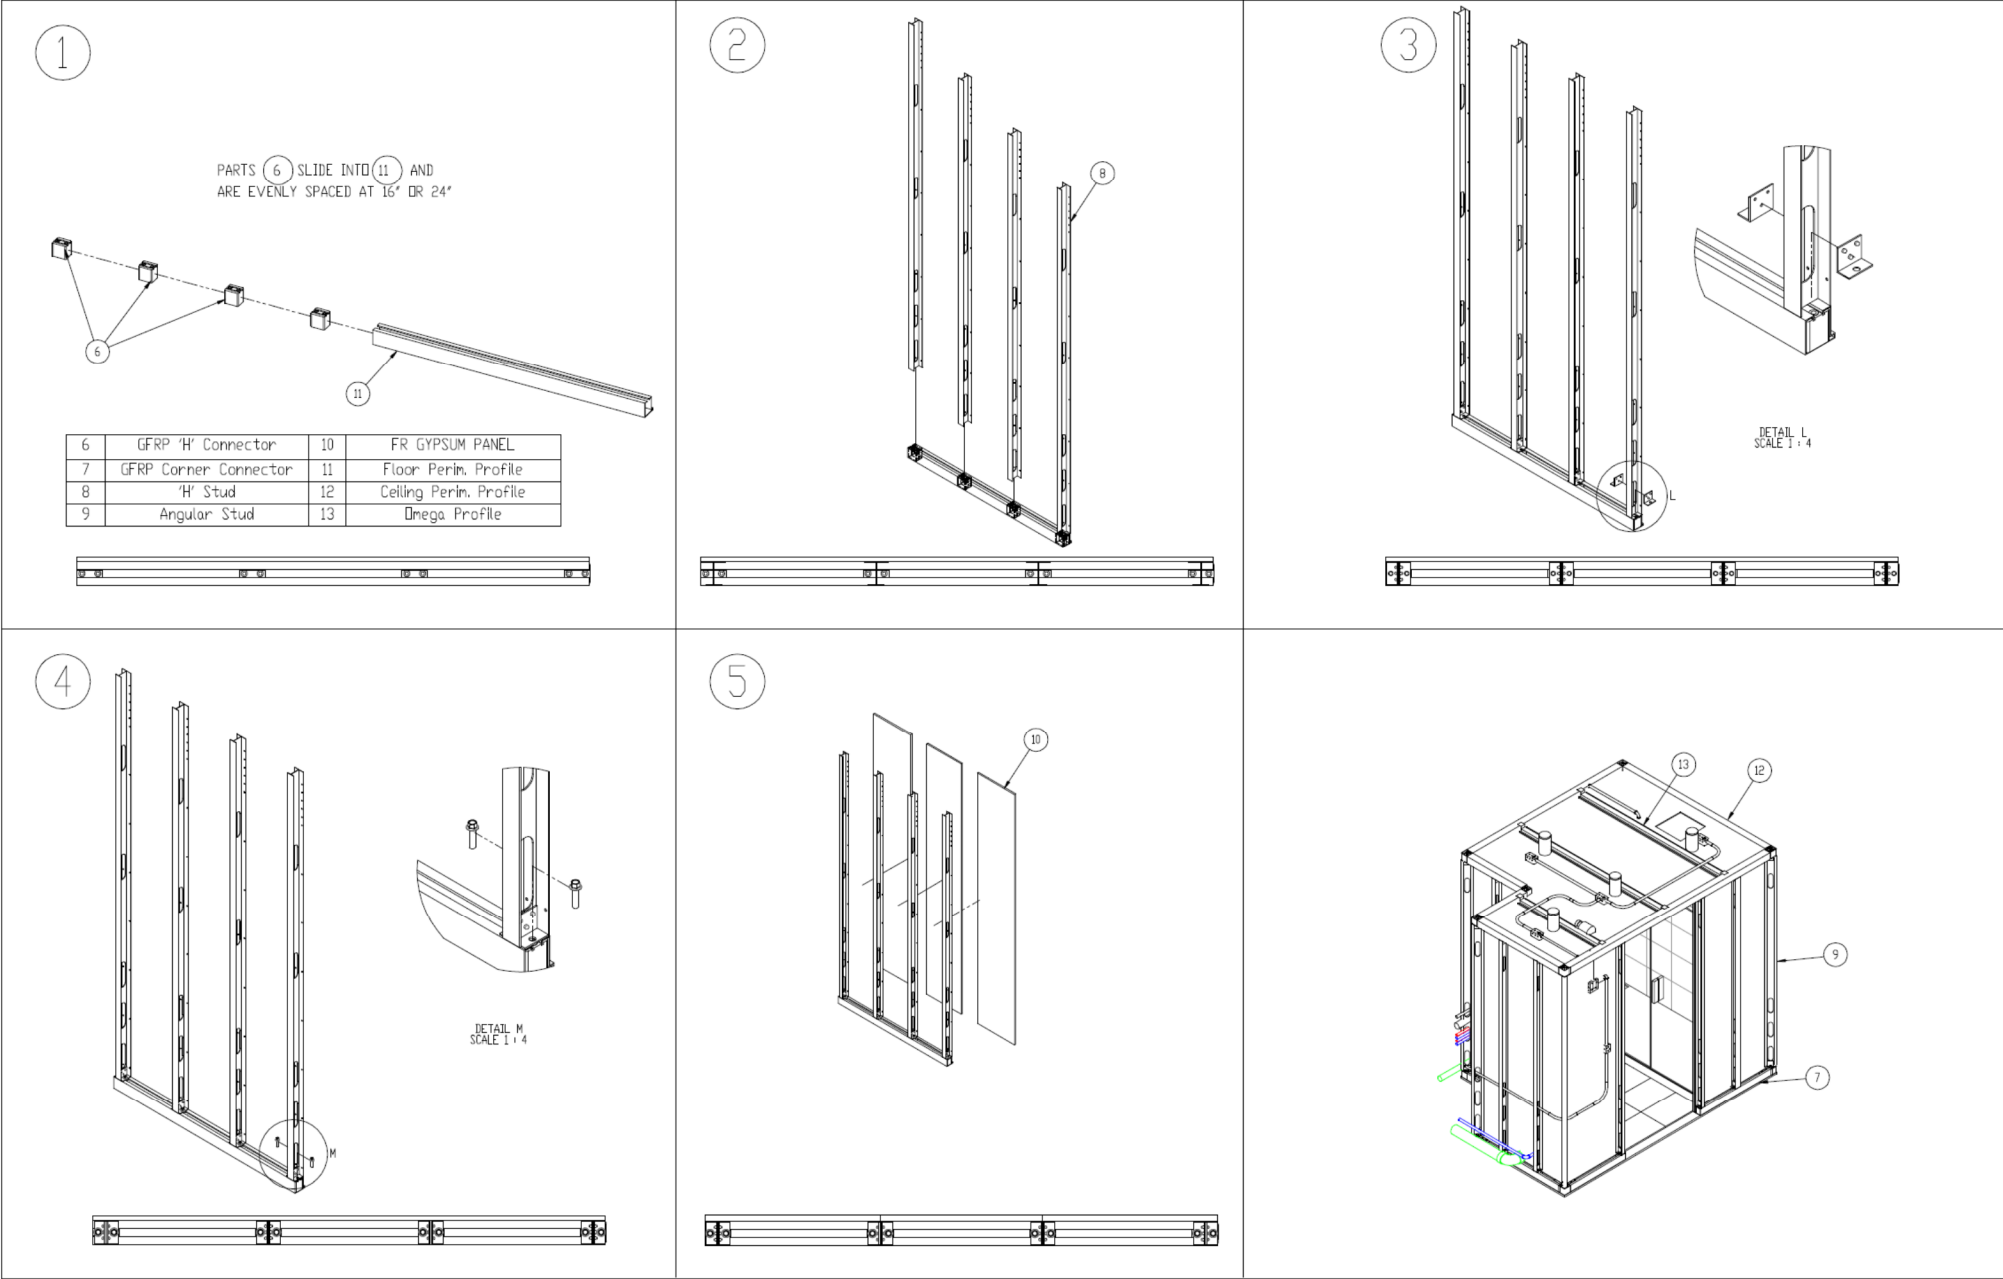 1
PARTS 6 SLIDE INTO 11 AND
ARE EVENLY SPACED AT 16" OR 24"
6
11
6 GFRP 'H' Connector 10 FR GYPSUM PANEL
7 GFRP Corner Connector 11 Floor Perim. Profile
8 'H' Stud 12 Ceiling Perim. Profile
9 Angular Stud 13 Omega Profile
2
8
3
L
DETAIL L
SCALE 1 : 4
4
M
DETAIL M
SCALE 1 : 4
5
10
13
12
9
7